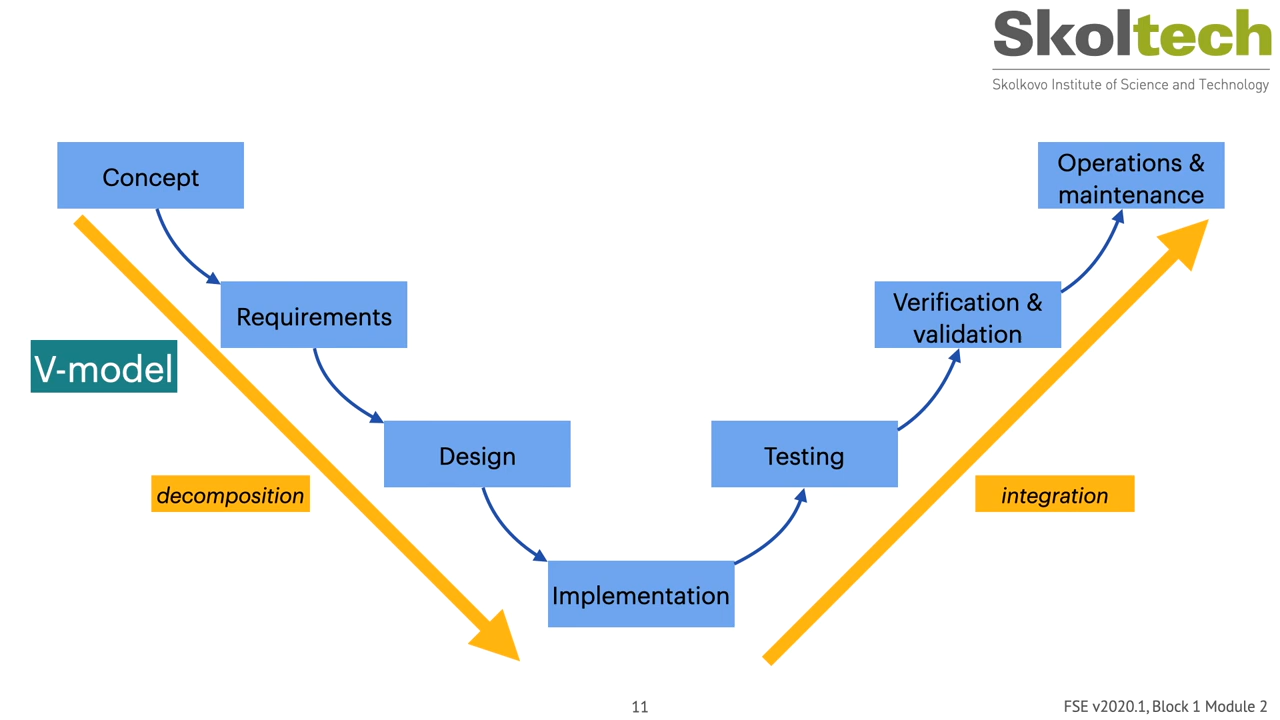 Skoltech
Skolkovo Institute of Science and Technology
Concept
Operations &
maintenance
Requirements
Verification &
validation
V-model
Design
Testing
decomposition
integration
Implementation
11
FSE v2020.1, Block 1 Module 2